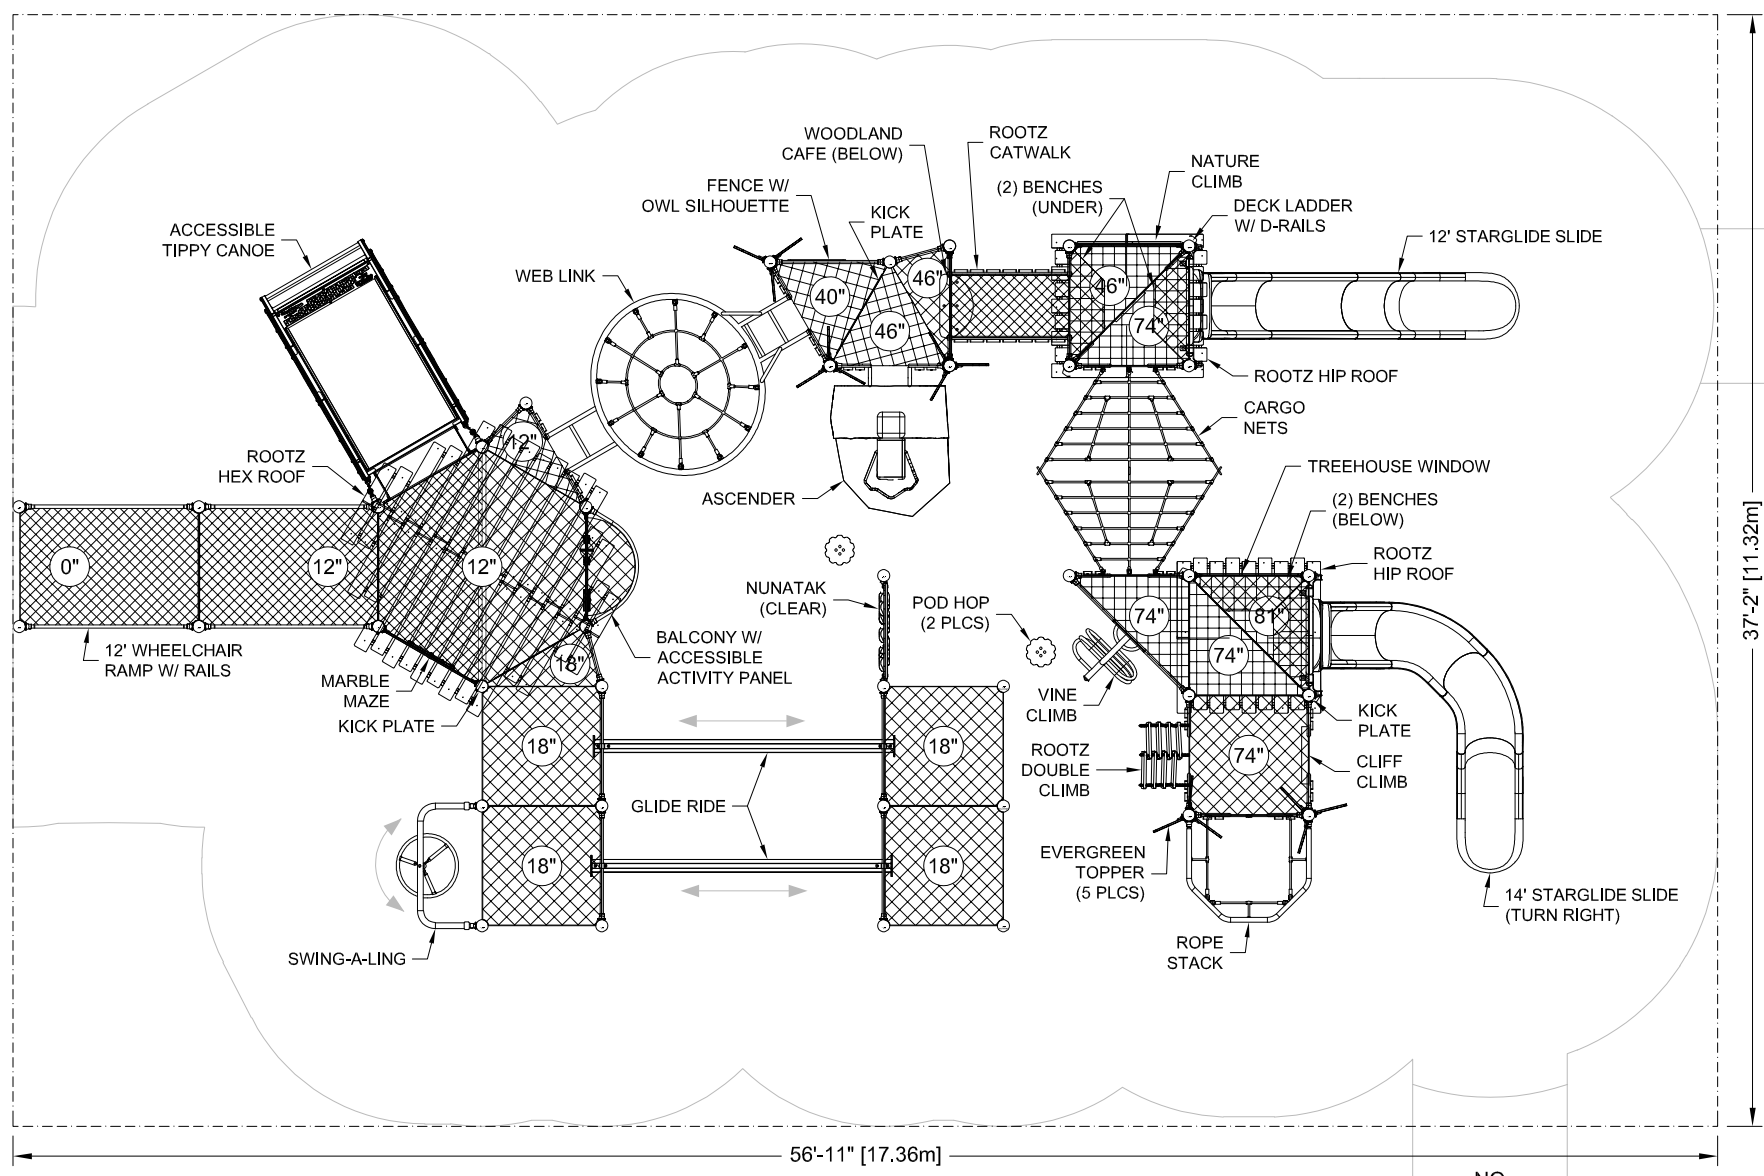 WOODLAND
CAFE (BELOW)
ROOTZ
CATWALK
NATURE
CLIMB
FENCE W/
OWL SILHOUETTE
(2) BENCHES
(UNDER)
KICK
PLATE
DECK LADDER
W/ D-RAILS
12' STARGLIDE SLIDE
ACCESSIBLE
TIPPY CANOE
WEB LINK
40"
46"
46"
46"
74"
ROOTZ HIP ROOF
CARGO
NETS
12"
ROOTZ
HEX ROOF
ASCENDER
TREEHOUSE WINDOW
(2) BENCHES
(BELOW)
ROOTZ
HIP ROOF
0"
12"
12"
NUNATAK
(CLEAR)
POD HOP
(2 PLCS)
74"
81"
74"
37'-2" [11.32m]
12' WHEELCHAIR
RAMP W/ RAILS
MARBLE
MAZE
KICK PLATE
18"
BALCONY W/
ACCESSIBLE
ACTIVITY PANEL
VINE
CLIMB
KICK
PLATE
18"
18"
ROOTZ
DOUBLE
CLIMB
74"
CLIFF
CLIMB
GLIDE RIDE
18"
18"
EVERGREEN
TOPPER
(5 PLCS)
14' STARGLIDE SLIDE
(TURN RIGHT)
SWING-A-LING
ROPE
STACK
56'-11" [17.36m]
NO